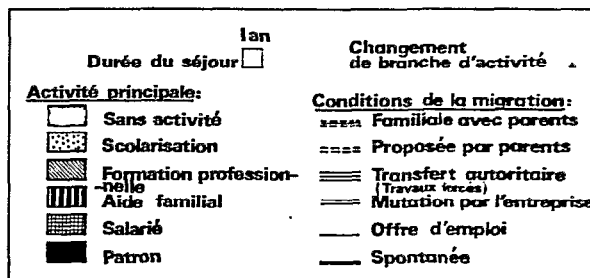 1an
Durée du séjour
Changement
de branche d'activité
Activité principale:
Sans activité
Scolarisation
Formation profession-
-nelle
Aide familial
Salarié
Patron
Conditions de la migration:
Familiale avec parents
Proposée par parents
Transfert autoritaire
(Travaux forcés)
Mutation par l'entreprise
Offre d'emploi
Spontanée